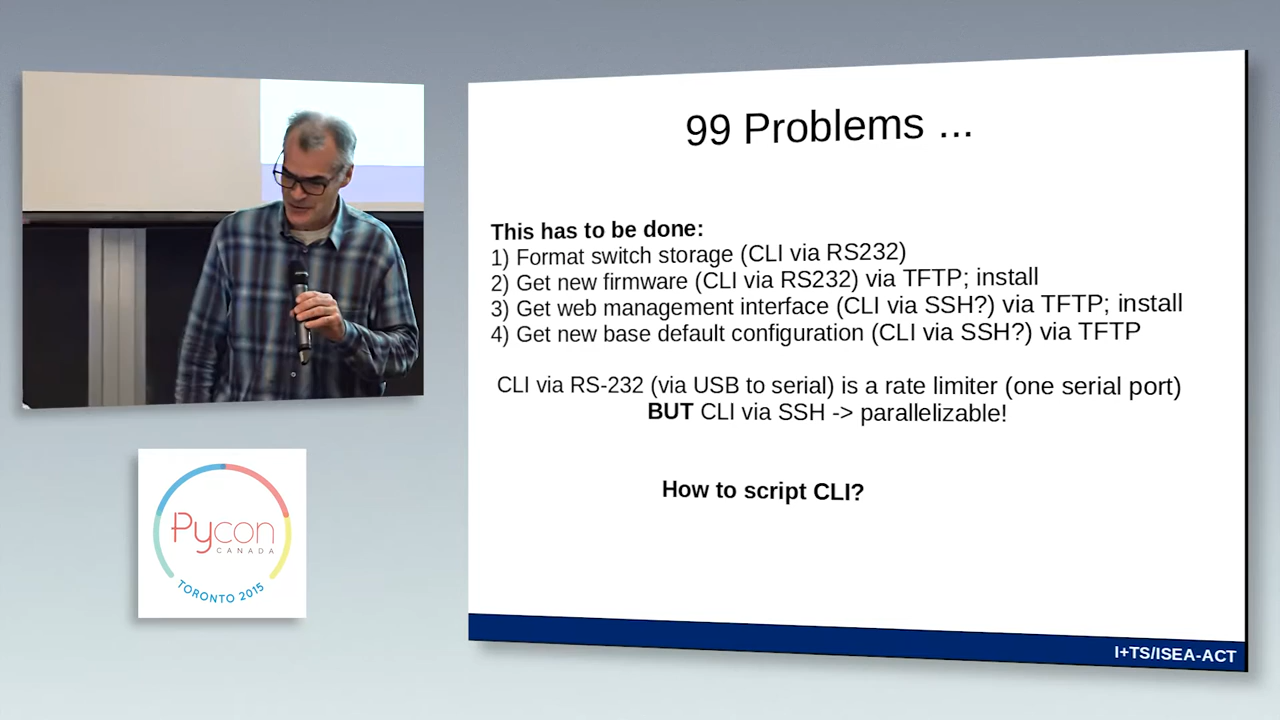 99 Problems ...
This has to be done:
1) Format switch storage (CLI via RS232)
2) Get new firmware (CLI via RS232) via TFTP; install
3) Get web management interface (CLI via SSH?) via TFTP; install
4) Get new base default configuration (CLI via SSH?) via TFTP
CLI via RS-232 (via USB to serial) is a rate limiter (one serial port)
BUT CLI via SSH -> parallelizable!
How to script CLI?
I+TS/ISEA-ACT
Pycon
CANADA
TORONTO 2015